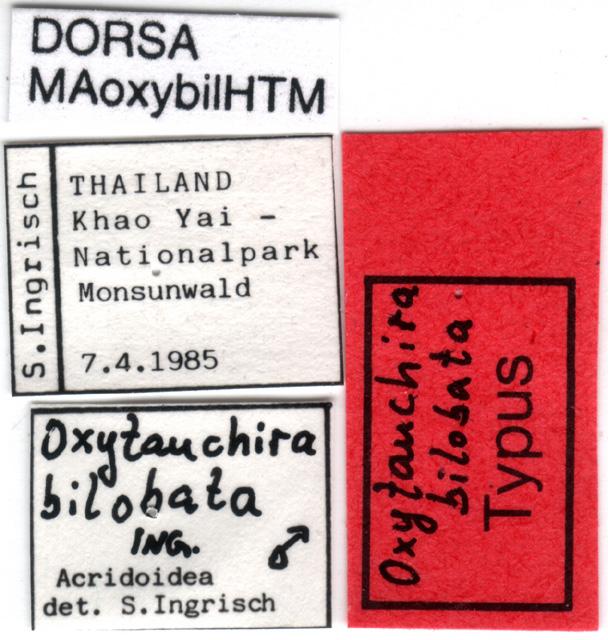 DORSA
MAoxybilHTM
S.Ingrisch
THAILAND
Khao Yai -
Nationalpark
Monsunwald
7.4.1985
Oxytauchira
bilobata
ING. ♂
Acridoidea
det. S.Ingrisch
Oxytauchira
bilobata
Typus